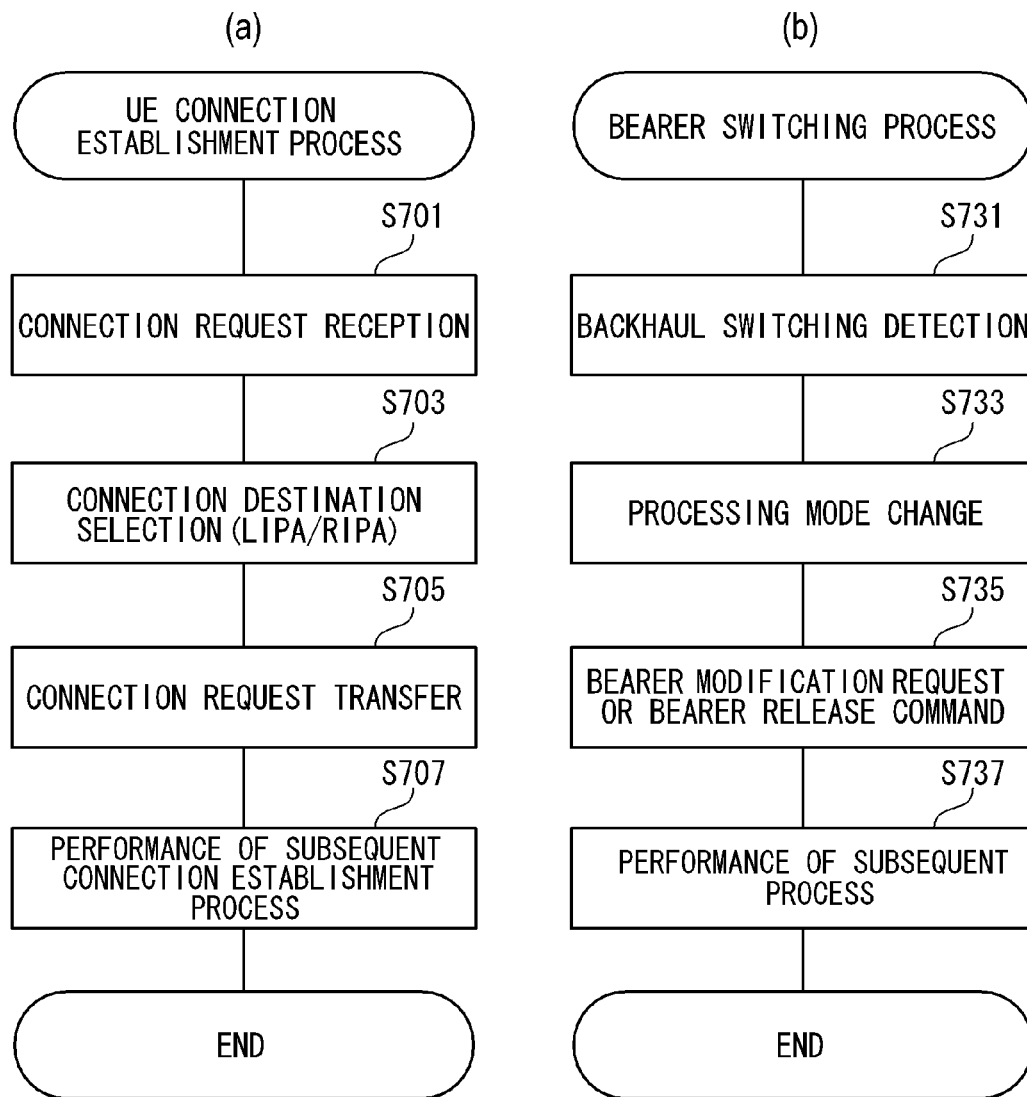 (a)
UE CONNECTION
ESTABLISHMENT PROCESS
S701
CONNECTION REQUEST RECEPTION
S703
CONNECTION DESTINATION
SELECTION (LIPA/RIPA)
S705
CONNECTION REQUEST TRANSFER
S707
PERFORMANCE OF SUBSEQUENT
CONNECTION ESTABLISHMENT
PROCESS
END
(b)
BEARER SWITCHING PROCESS
S731
BACKHAUL SWITCHING DETECTION
S733
PROCESSING MODE CHANGE
S735
BEARER MODIFICATION REQUEST
OR BEARER RELEASE COMMAND
S737
PERFORMANCE OF SUBSEQUENT
PROCESS
END